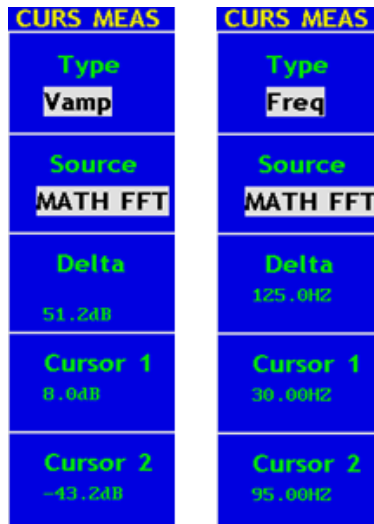 CURS MEAS
Type
Vamp
Source
MATH FFT
Delta
51.2dB
Cursor 1
8.0dB
Cursor 2
-43.2dB
CURS MEAS
Type
Freq
Source
MATH FFT
Delta
125.0HZ
Cursor 1
30.00HZ
Cursor 2
95.00HZ